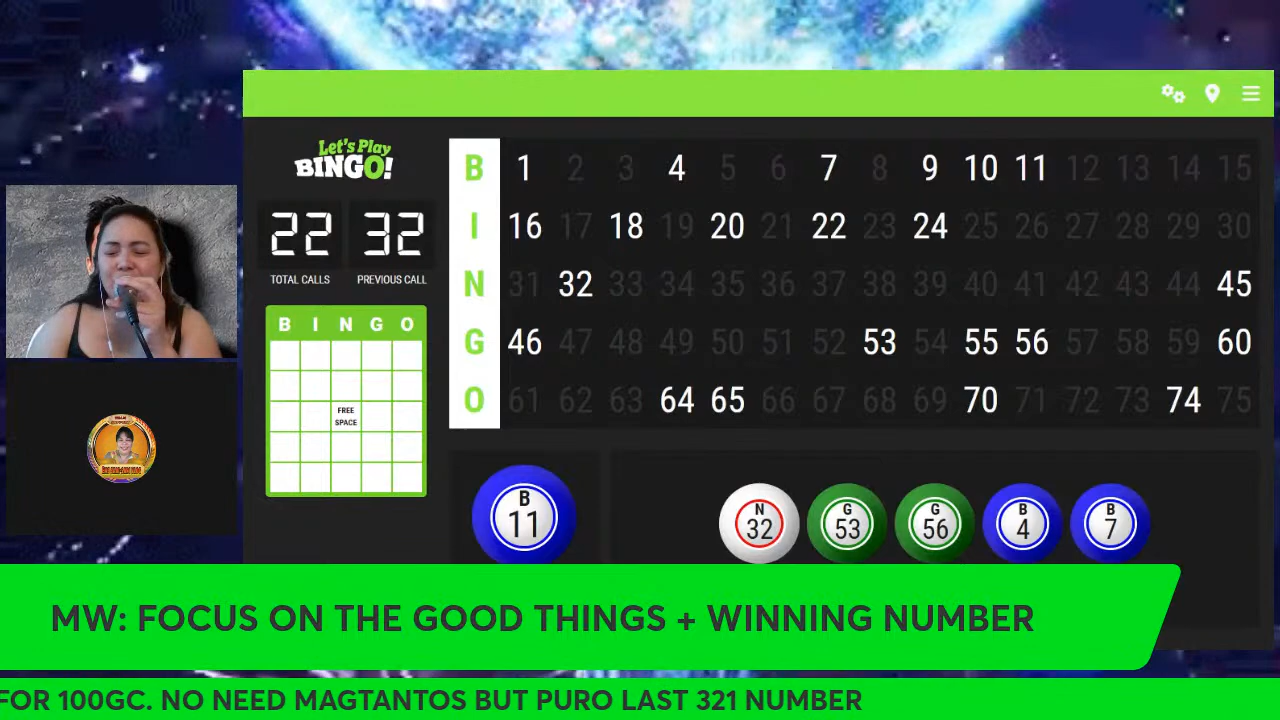 Let's Play
BINGO!
22 32
TOTAL CALLS PREVIOUS CALL
B I N G O
FREE
SPACE
B 1 2 3 4 5 6 7 8 9 10 11 12 13 14 15
I 16 17 18 19 20 21 22 23 24 25 26 27 28 29 30
N 31 32 33 34 35 36 37 38 39 40 41 42 43 44 45
G 46 47 48 49 50 51 52 53 54 55 56 57 58 59 60
O 61 62 63 64 65 66 67 68 69 70 71 72 73 74 75
B
11
N
32
G
53
G
56
B
4
B
7
MW: FOCUS ON THE GOOD THINGS + WINNING NUMBER
FOR 100GC. NO NEED MAGTANTOS BUT PURO LAST 321 NUMBER